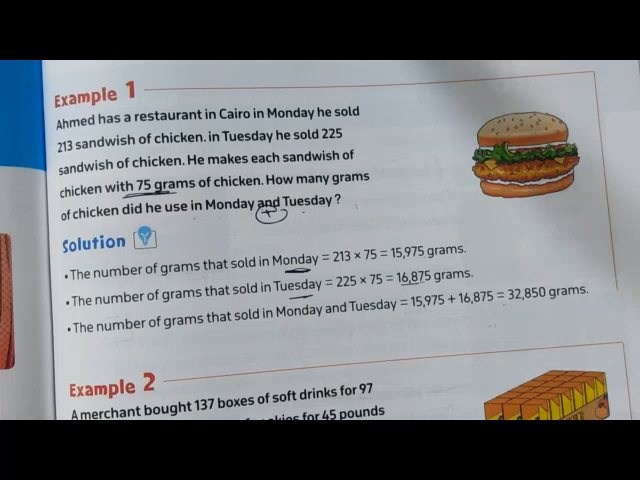 Example 1
Ahmed has a restaurant in Cairo in Monday he sold
213 sandwish of chicken. in Tuesday he sold 225
sandwish of chicken. He makes each sandwish of
chicken with 75 grams of chicken. How many grams
of chicken did he use in Monday and Tuesday ?
Solution
• The number of grams that sold in Monday = 213 × 75 = 15,975 grams.
• The number of grams that sold in Tuesday = 225 × 75 = 16,875 grams.
• The number of grams that sold in Monday and Tuesday = 15,975 + 16,875 = 32,850 grams.
Example 2
A merchant bought 137 boxes of soft drinks for 97
for 45 pounds